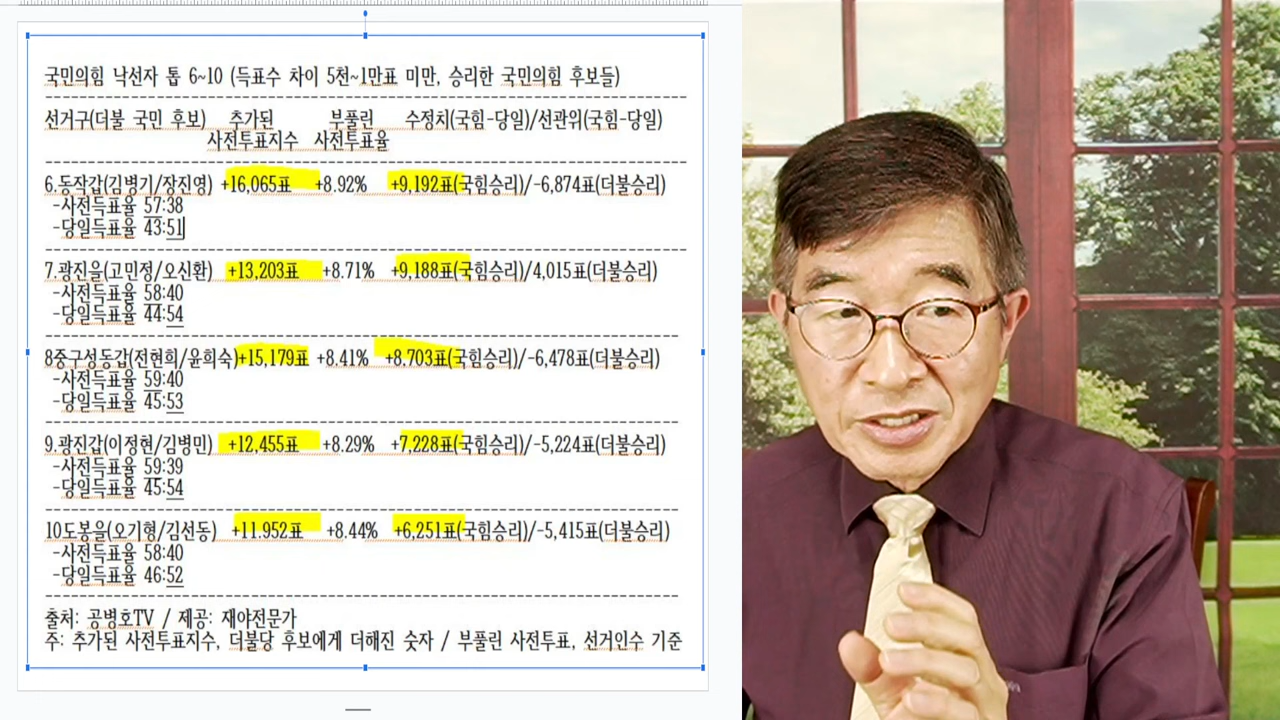 국민의힘 낙선자 톱 6~10 (득표수 차이 5천~1만표 미만, 승리한 국민의힘 후보들)
선거구(더불 국민 후보) 추가된 부풀린 수정치(국힘-당일)/선관위(국힘-당일)
사전투표지수 사전투표율
6.동작갑(김병기/장진영) +16,065표 +8.92% +9,192표(국힘승리)/-6,874표(더불승리)
-사전득표율 57:38
-당일득표율 43:51
7.광진을(고민정/오신환) +13,203표 +8.71% +9,188표(국힘승리)/4,015표(더불승리)
-사전득표율 58:40
-당일득표율 44:54
8중구성동갑(전현희/윤희숙)+15,179표 +8.41% +8.703표(국힘승리)/-6,478표(더불승리)
-사전득표율 59:40
-당일득표율 45:53
9.광진갑(이정현/김병민) +12,455표 +8.29% +7,228표(국힘승리)/-5,224표(더불승리)
-사전득표율 59:39
-당일득표율 45:54
10도봉을(오기형/김선동) +11.952표 +8.44% +6,251표(국힘승리)/-5,415표(더불승리)
-사전득표율 58:40
-당일득표율 46:52
출처: 공병호TV / 제공: 재야전문가
주: 추가된 사전투표지수, 더불당 후보에게 더해진 숫자 / 부풀린 사전투표, 선거인수 기준